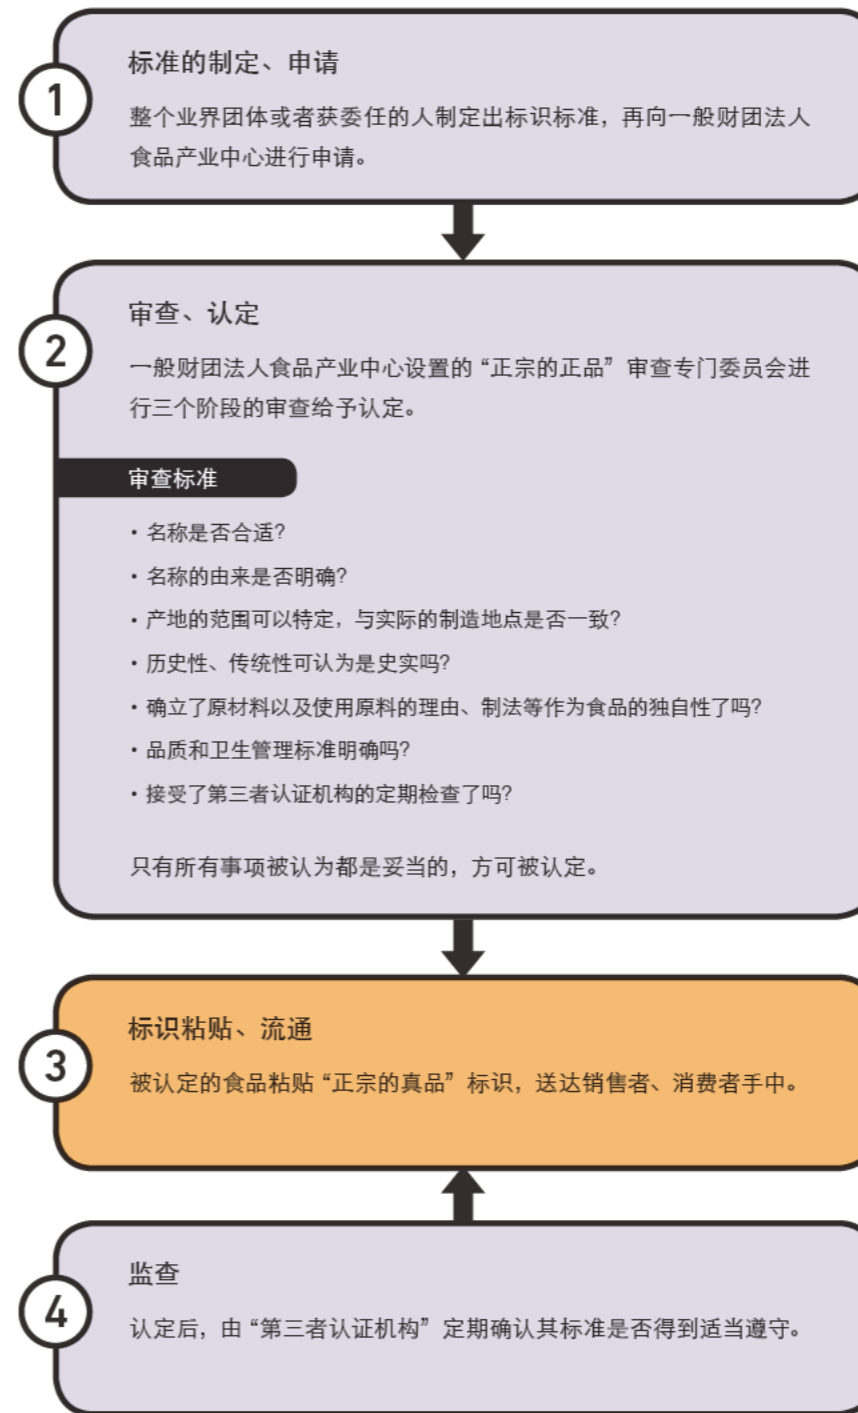 1
标准的制定、申请
整个业界团体或者获委任的人制定出标识标准，再向一般财团法人
食品产业中心进行申请。
2
审查、认定
一般财团法人食品产业中心设置的“正宗的正品”审查专门委员会进
行三个阶段的审查给予认定。
审查标准
・名称是否合适?
・名称的由来是否明确?
・产地的范围可以特定，与实际的制造地点是否一致?
・历史性、传统性可认为是史实吗?
・确立了原材料以及使用原料的理由、制法等作为食品的独自性了吗?
・品质和卫生管理标准明确吗?
・接受了第三者认证机构的定期检查了吗?
只有所有事项被认为都是妥当的，方可被认定。
3
标识粘贴、流通
被认定的食品粘贴“正宗的真品”标识，送达销售者、消费者手中。
4
监查
认定后，由“第三者认证机构”定期确认其标准是否得到适当遵守。